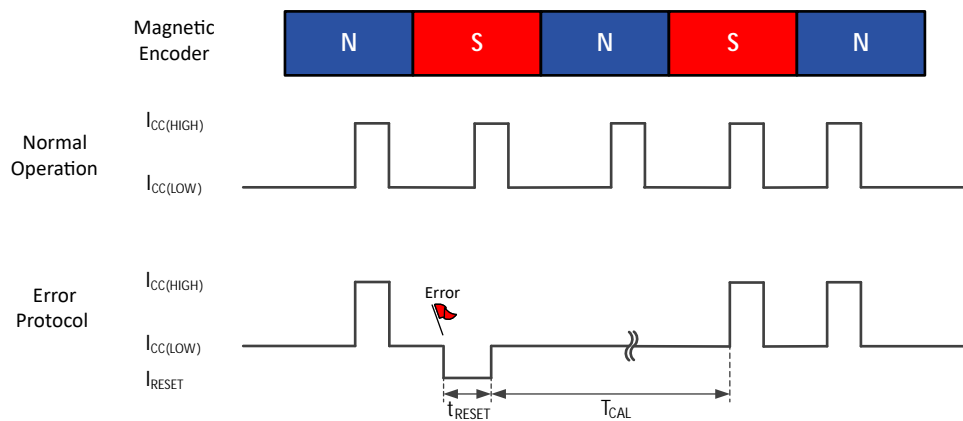 Magnetic
Encoder
N S N S N
Normal
Operation
ICC(HIGH)
ICC(LOW)
Error
Protocol
ICC(HIGH)
Error
ICC(LOW)
IRESET
tRESET
TCAL